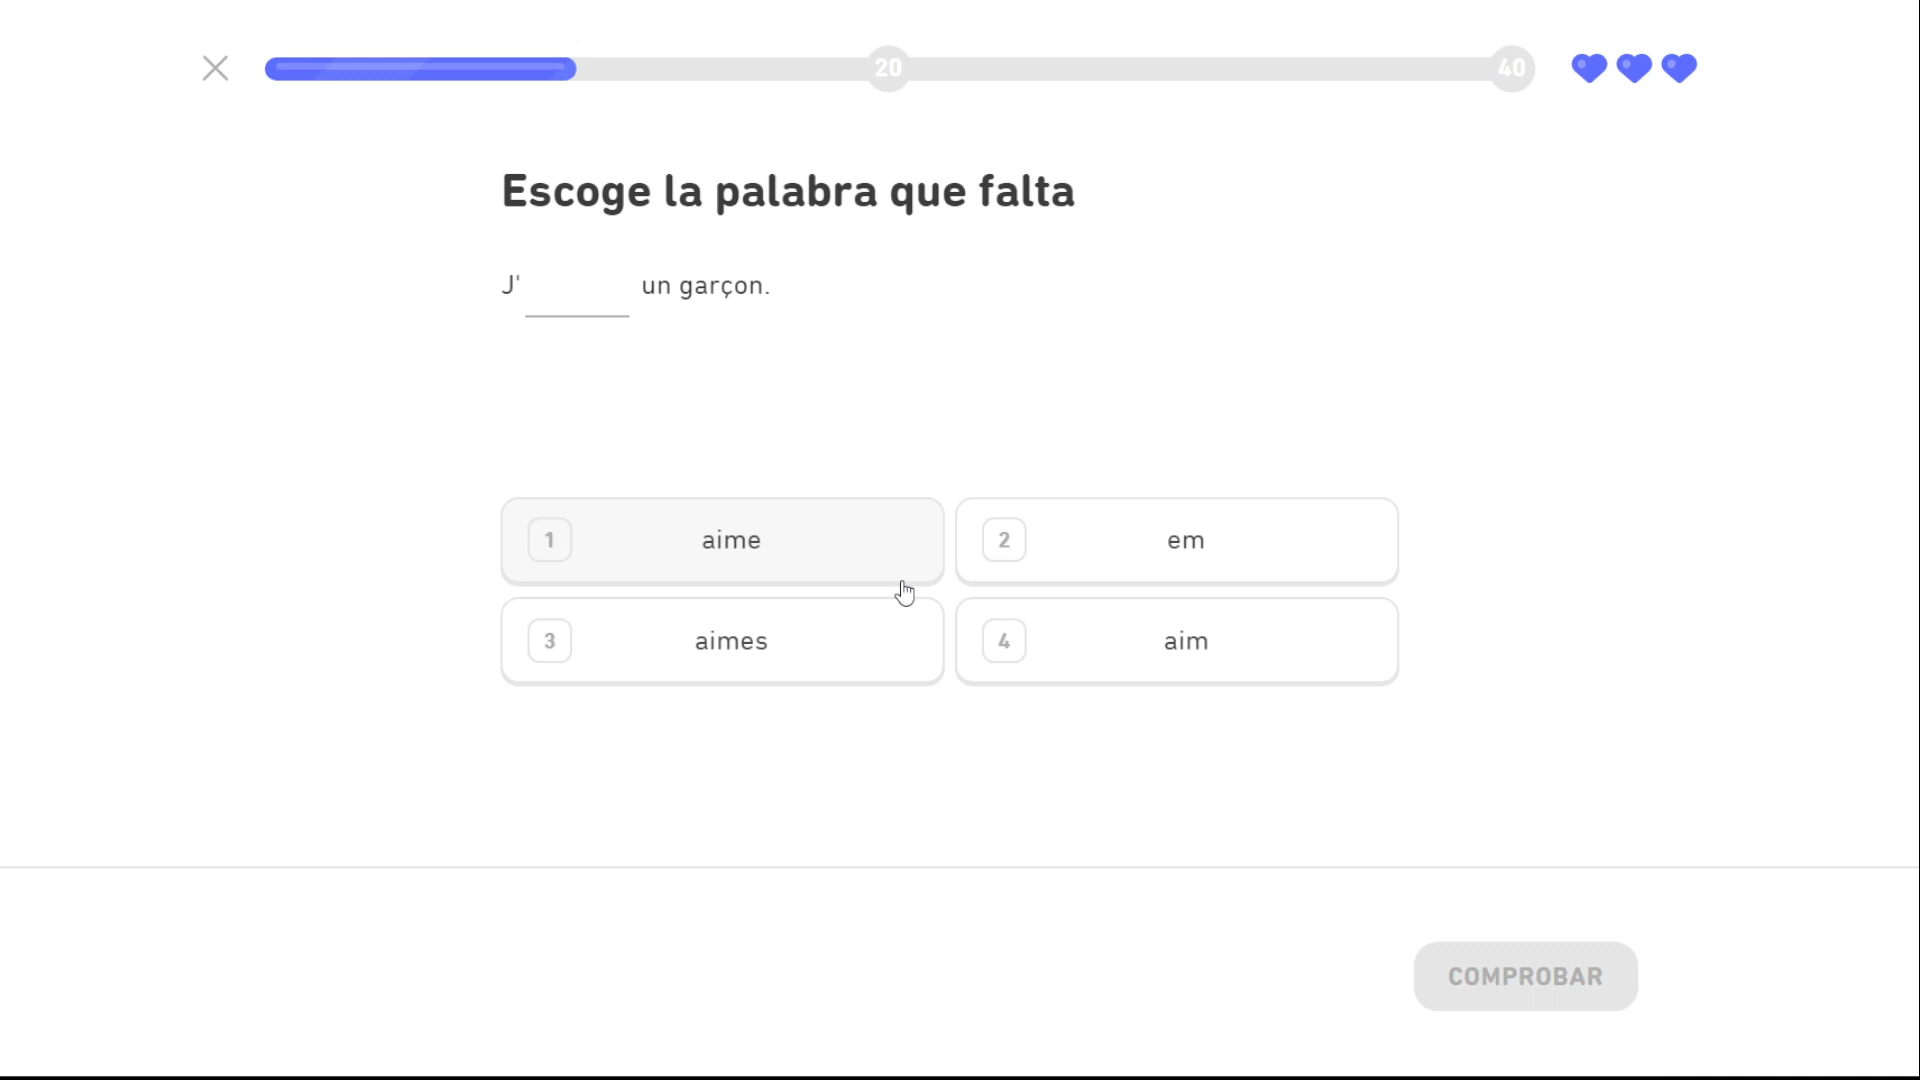 20
40
Escoge la palabra que falta
J' un garçon.
1 aime
2 em
3 aimes
4 aim
COMPROBAR